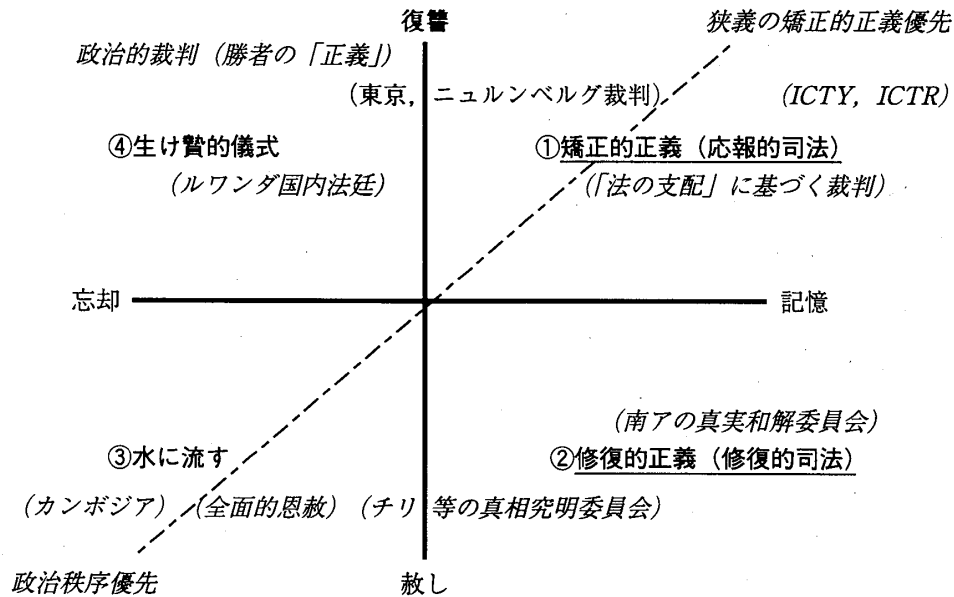 復讐
狭義の矯正的正義優先
政治的裁判（勝者の「正義」）
（東京，ニュルンベルグ裁判）
（ICTY，ICTR）
④生け贄的儀式
①矯正的正義（応報的司法）
（ルワンダ国内法廷）
（「法の支配」に基づく裁判）
忘却
記憶
（南アの真実和解委員会）
③水に流す
②修復的正義（修復的司法）
（カンボジア）（全面的恩赦）（チリ等の真相究明委員会）
政治秩序優先
赦し